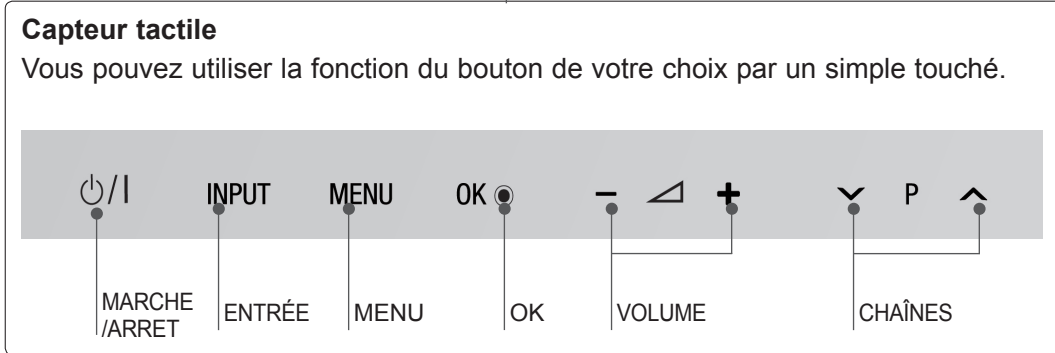 Capteur tactile
Vous pouvez utiliser la fonction du bouton de votre choix par un simple touché.
/I INPUT MENU OK - + P
MARCHE
/ARRET
ENTRÉE
MENU
OK
VOLUME
CHAÎNES